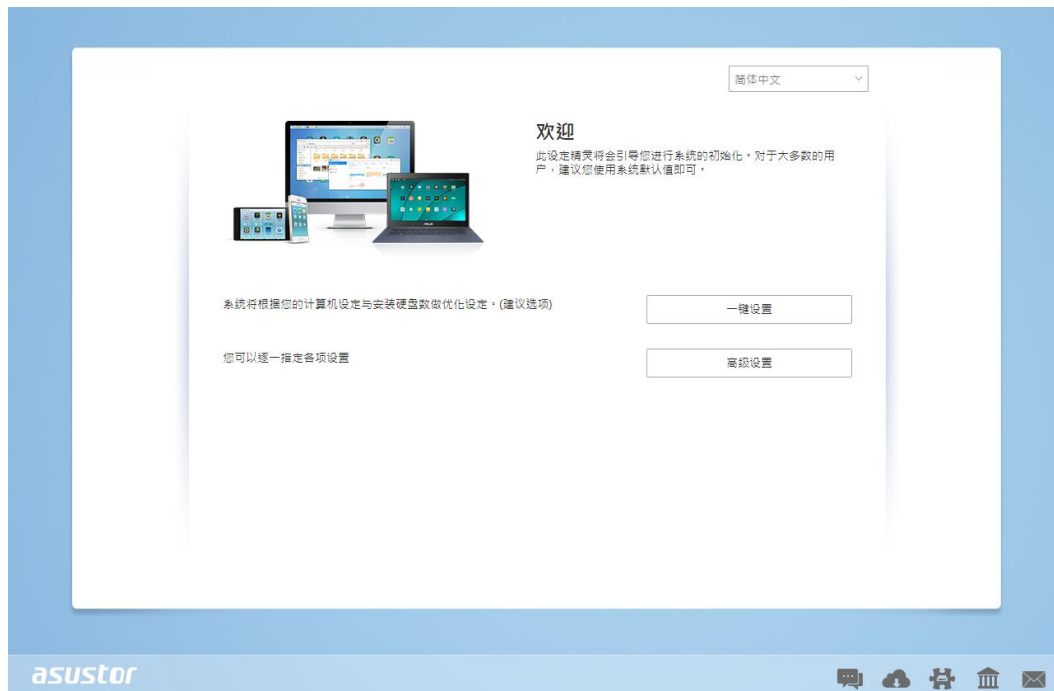 简体中文
欢迎
此设定精灵将会引导您进行系统的初始化。对于大多数的用
户，建议您使用系统默认值即可。
系统将根据您的计算机设定与安装硬盘数做优化设定。(建议选项)
一键设置
您可以逐一指定各项设置
高级设置
asustor